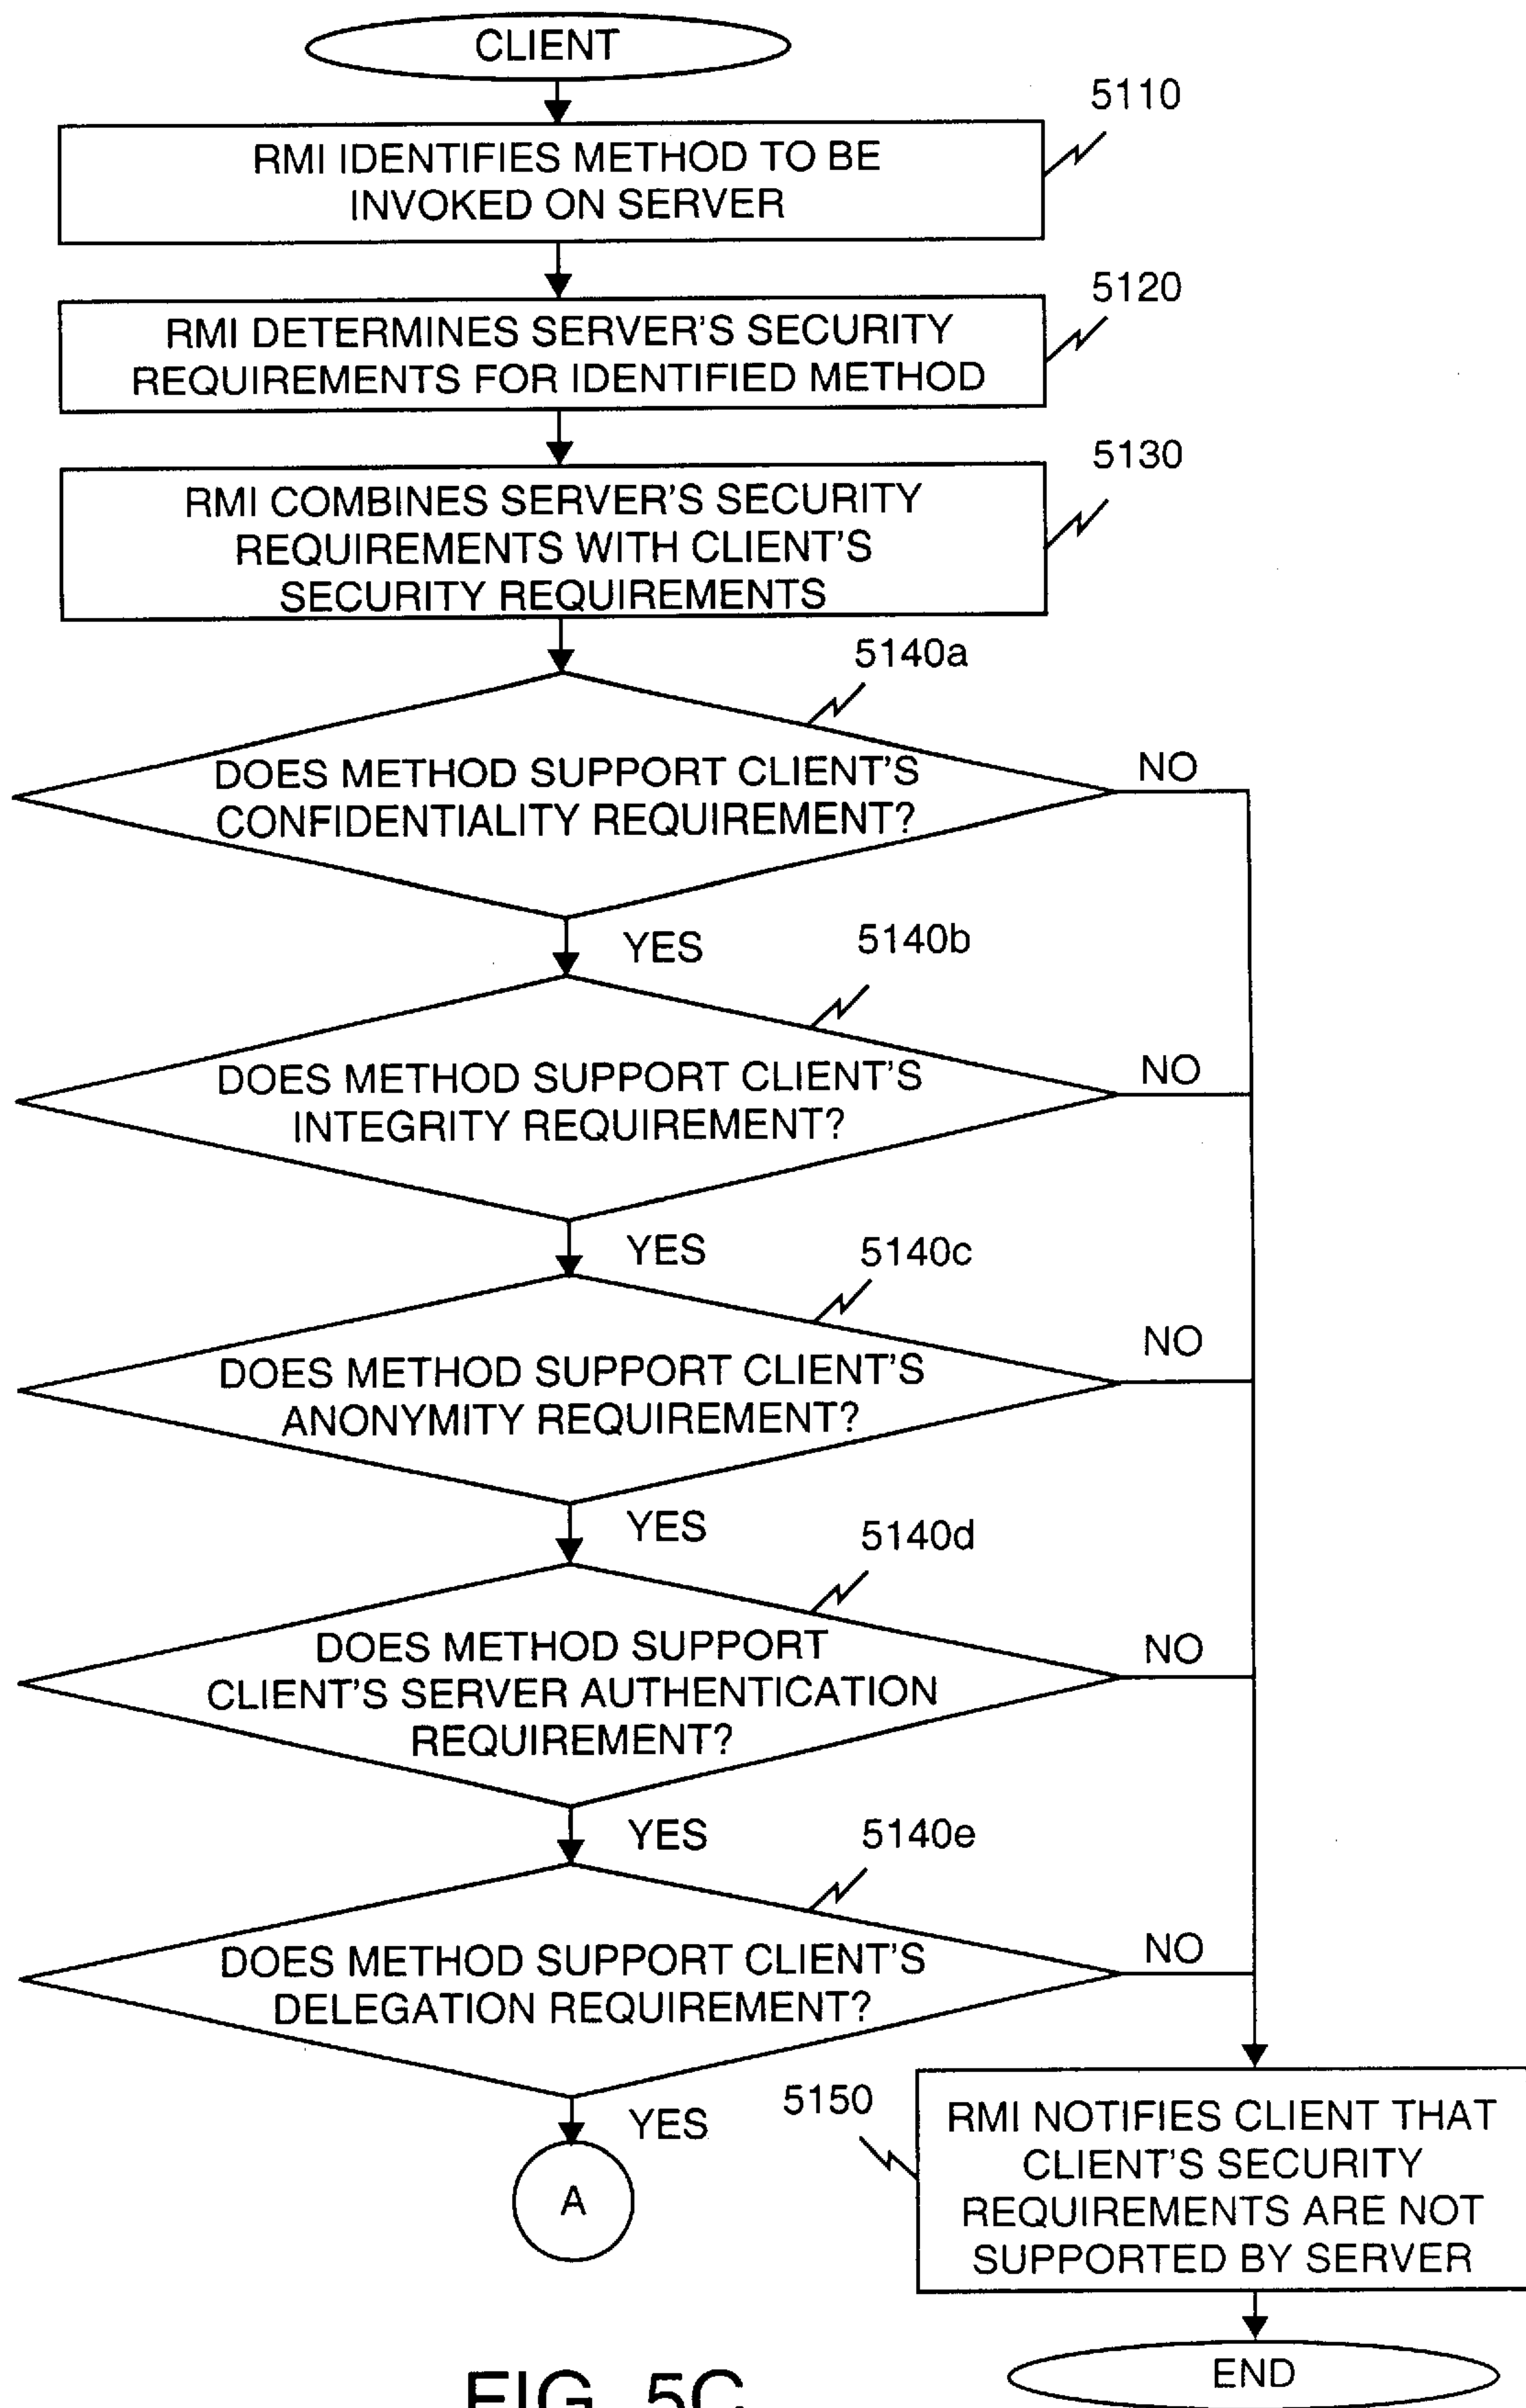 CLIENT
5110
RMI IDENTIFIES METHOD TO BE
INVOKED ON SERVER
5120
RMI DETERMINES SERVER'S SECURITY
REQUIREMENTS FOR IDENTIFIED METHOD
5130
RMI COMBINES SERVER'S SECURITY
REQUIREMENTS WITH CLIENT'S
SECURITY REQUIREMENTS
5140a
DOES METHOD SUPPORT CLIENT'S
CONFIDENTIALITY REQUIREMENT?
NO
YES
5140b
DOES METHOD SUPPORT CLIENT'S
INTEGRITY REQUIREMENT?
NO
YES
5140c
DOES METHOD SUPPORT CLIENT'S
ANONYMITY REQUIREMENT?
NO
YES
5140d
DOES METHOD SUPPORT
CLIENT'S SERVER AUTHENTICATION
REQUIREMENT?
NO
YES
5140e
DOES METHOD SUPPORT CLIENT'S
DELEGATION REQUIREMENT?
NO
YES
A
5150
RMI NOTIFIES CLIENT THAT
CLIENT'S SECURITY
REQUIREMENTS ARE NOT
SUPPORTED BY SERVER
END
FIG. 5C